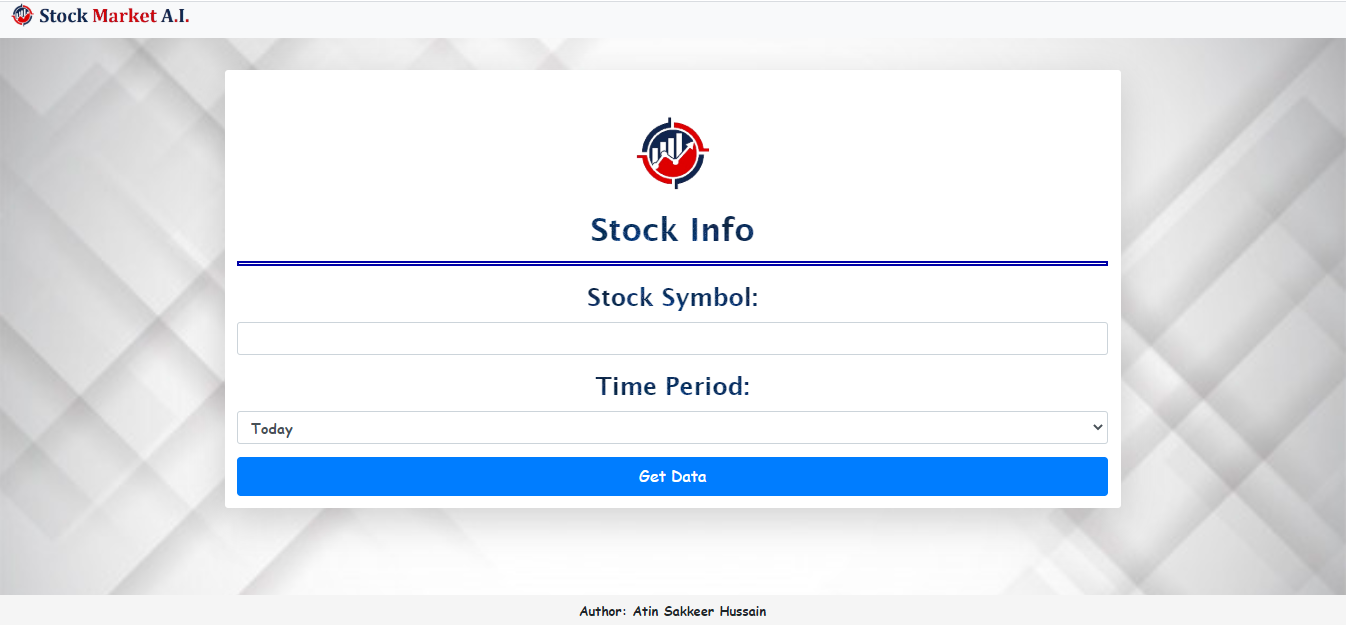 Stock Market A.I.
Stock Info
Stock Symbol:
Time Period:
Today
Get Data
Author: Atin Sakkeer Hussain